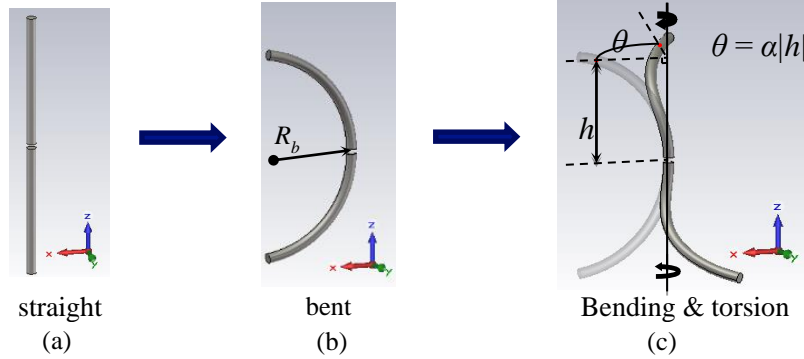 z
x
y
straight
(a)
R_b
z
x
y
bent
(b)
θ
θ = α|h|
h
z
x
y
Bending & torsion
(c)